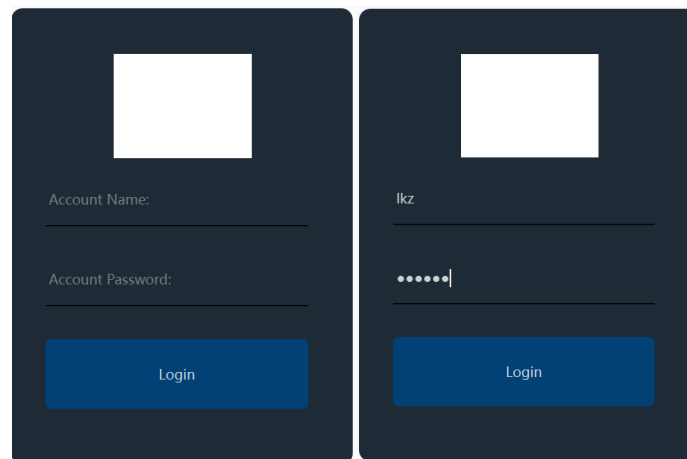 Account Name:
Account Password:
Login
lkz
••••••
Login